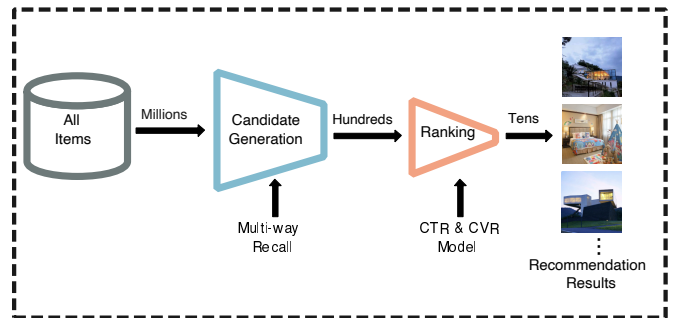 All
Items
Millions
Candidate
Generation
Hundreds
Ranking
Tens
Multi-way
Recall
CTR & CVR
Model
Recommendation
Results